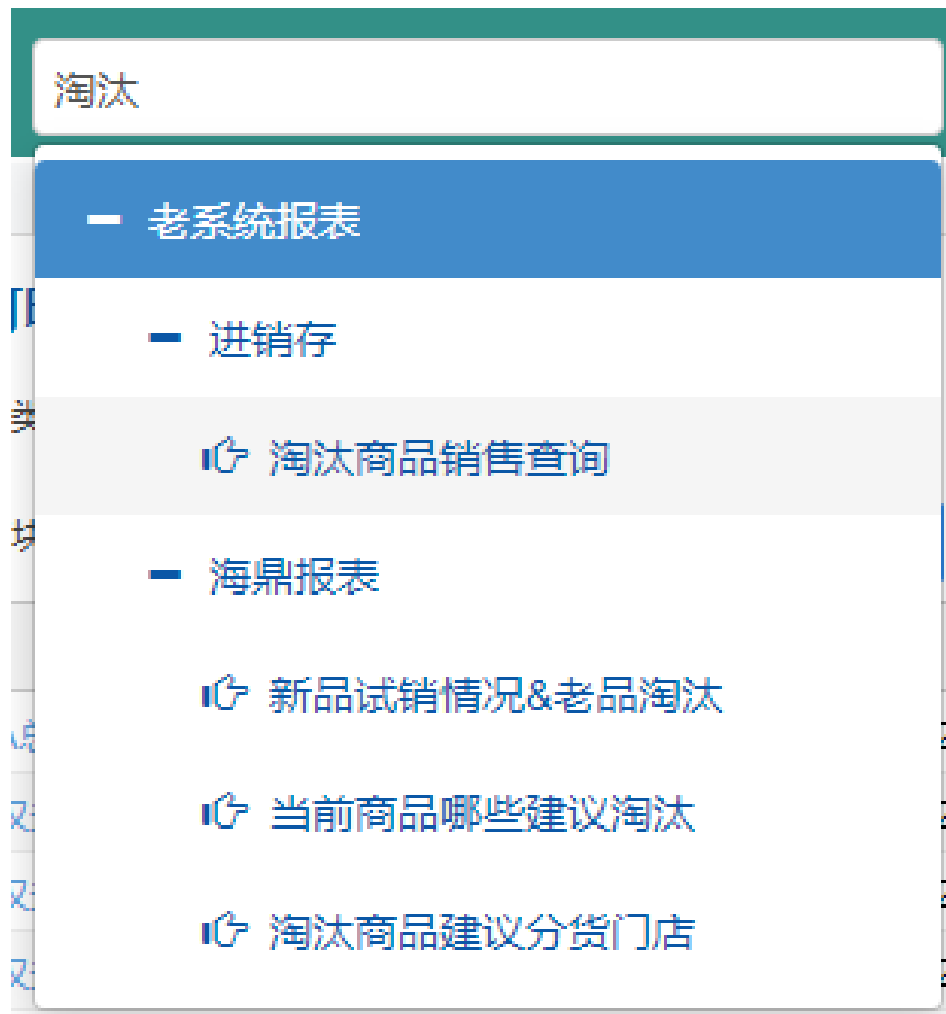 淘汰
老系统报表
进销存
淘汰商品销售查询
海鼎报表
新品试销情况&老品淘汰
当前商品哪些建议淘汰
淘汰商品建议分货门店